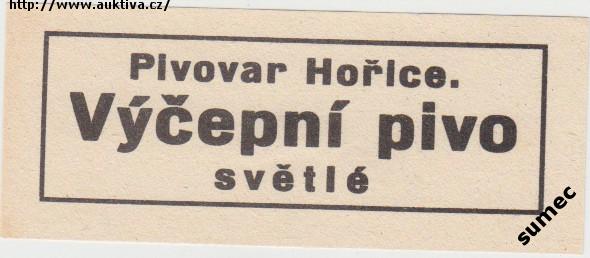 http://www.auktiva.cz/
Pivovar Hořice.
Výčepní pivo
světlé
sumec